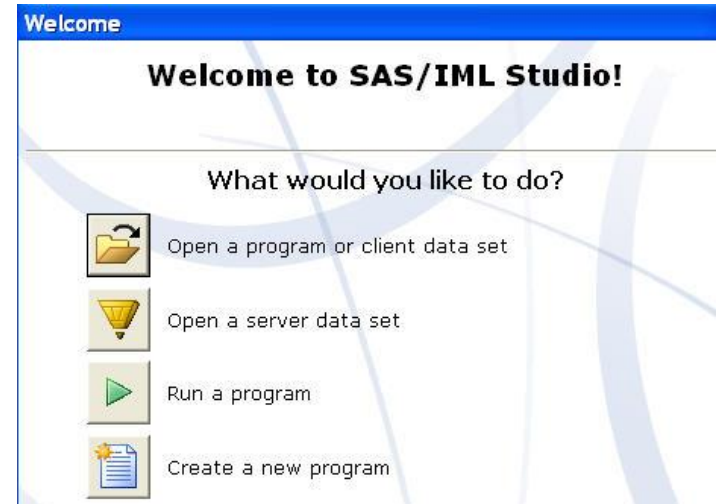 Welcome
Welcome to SAS/IML Studio!
What would you like to do?
Open a program or client data set
Open a server data set
Run a program
Create a new program